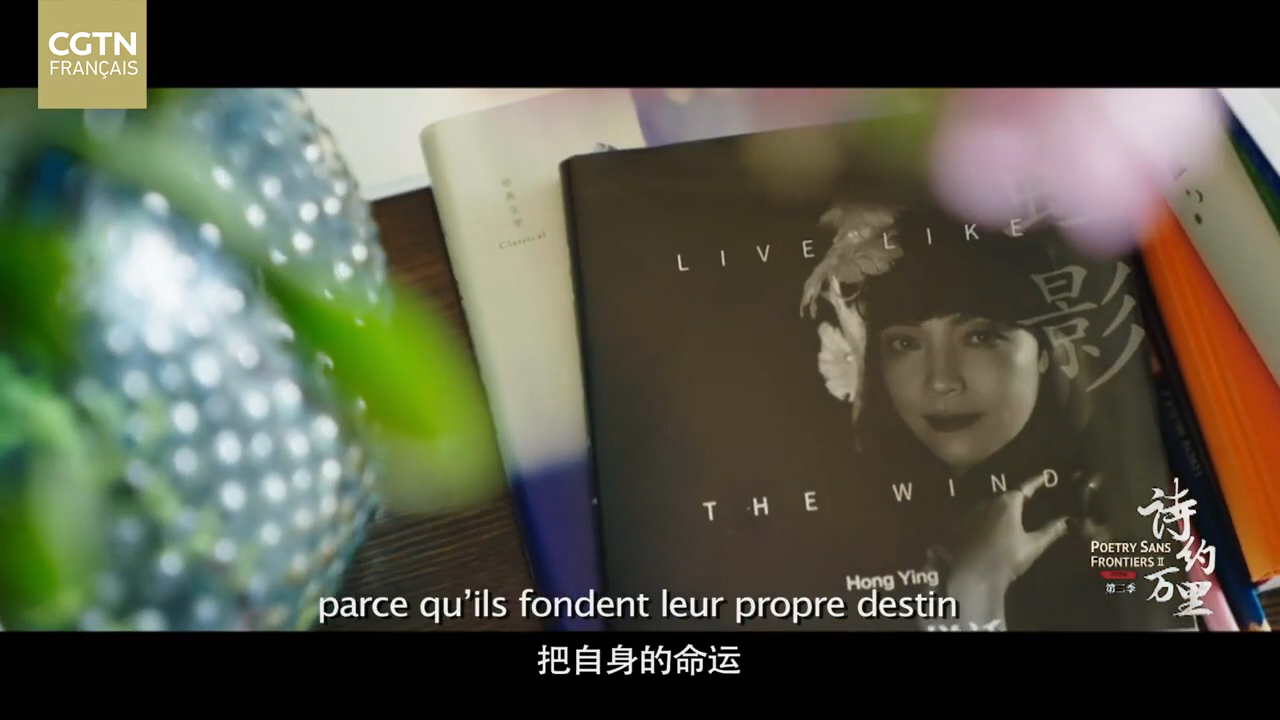 CGTN
FRANÇAIS
Classical
LIVE LIKE
影
THE WIND
Hong Ying
诗约万里
POETRY SANS
FRONTIERS II
第二季
parce qu'ils fondent leur propre destin
把自身的命运